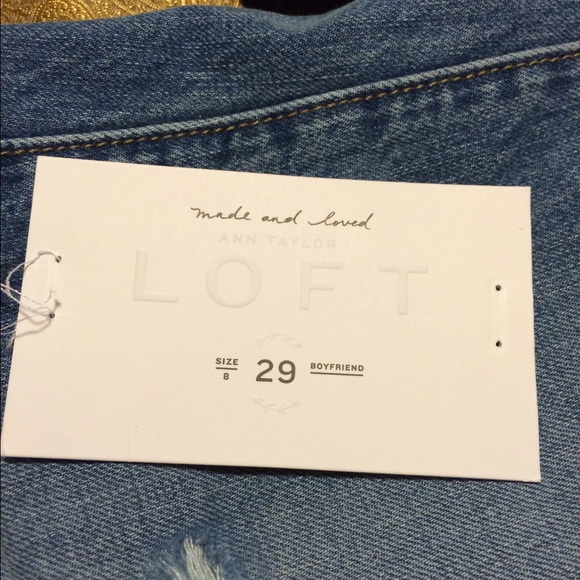 made and loved
ANN TAYLOR
LOFT
SIZE 8 29 BOYFRIEND